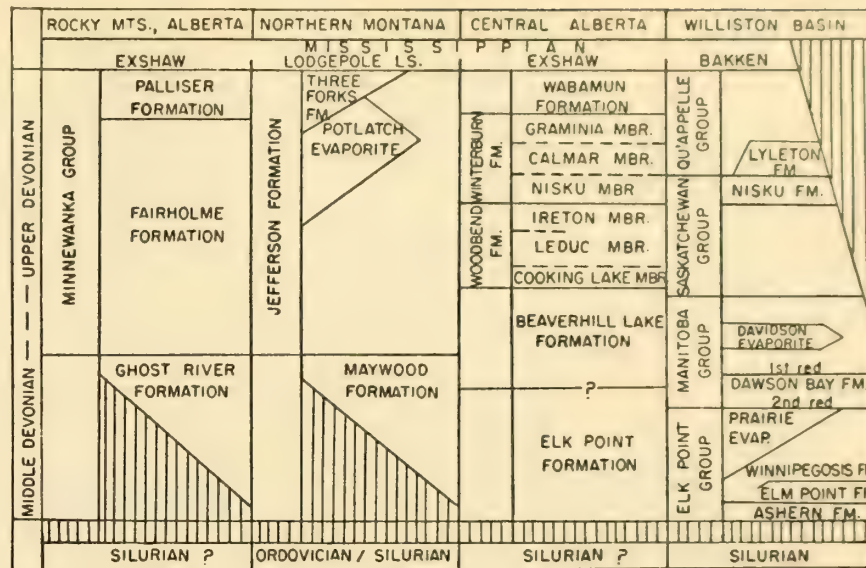 ROCKY MTS., ALBERTA
NORTHERN MONTANA
CENTRAL ALBERTA
WILLISTON BASIN
MISSISSIPPIAN
EXSHAW
LODGEPOLE LS.
EXSHAW
BAKKEN
MIDDLE DEVONIAN — — — UPPER DEVONIAN
MINNEWANKA GROUP
PALLISER
FORMATION
FAIRHOLME
FORMATION
GHOST RIVER
FORMATION
SILURIAN ?
JEFFERSON FORMATION
THREE
FORKS
FM.
POTLATCH
EVAPORITE
MAYWOOD
FORMATION
ORDOVICIAN / SILURIAN
WABAMUN
FORMATION
WINTERBURN
FM.
GRAMINIA MBR.
CALMAR MBR.
NISKU MBR
WOODBEND
FM.
IRETON MBR.
LEDUC MBR.
COOKING LAKE MBR
BEAVERHILL LAKE
FORMATION
?
ELK POINT
FORMATION
SILURIAN ?
QU'APPELLE
GROUP
LYLETON
FM
SASKATCHEWAN
GROUP
NISKU FM.
MANITOBA
GROUP
DAVIDSON
EVAPORITE
1st red
DAWSON BAY FM
2nd red
ELK POINT
GROUP
PRAIRIE
EVAP.
WINNIPEGOSIS F
ELM POINT F
ASHERN FM.
SILURIAN